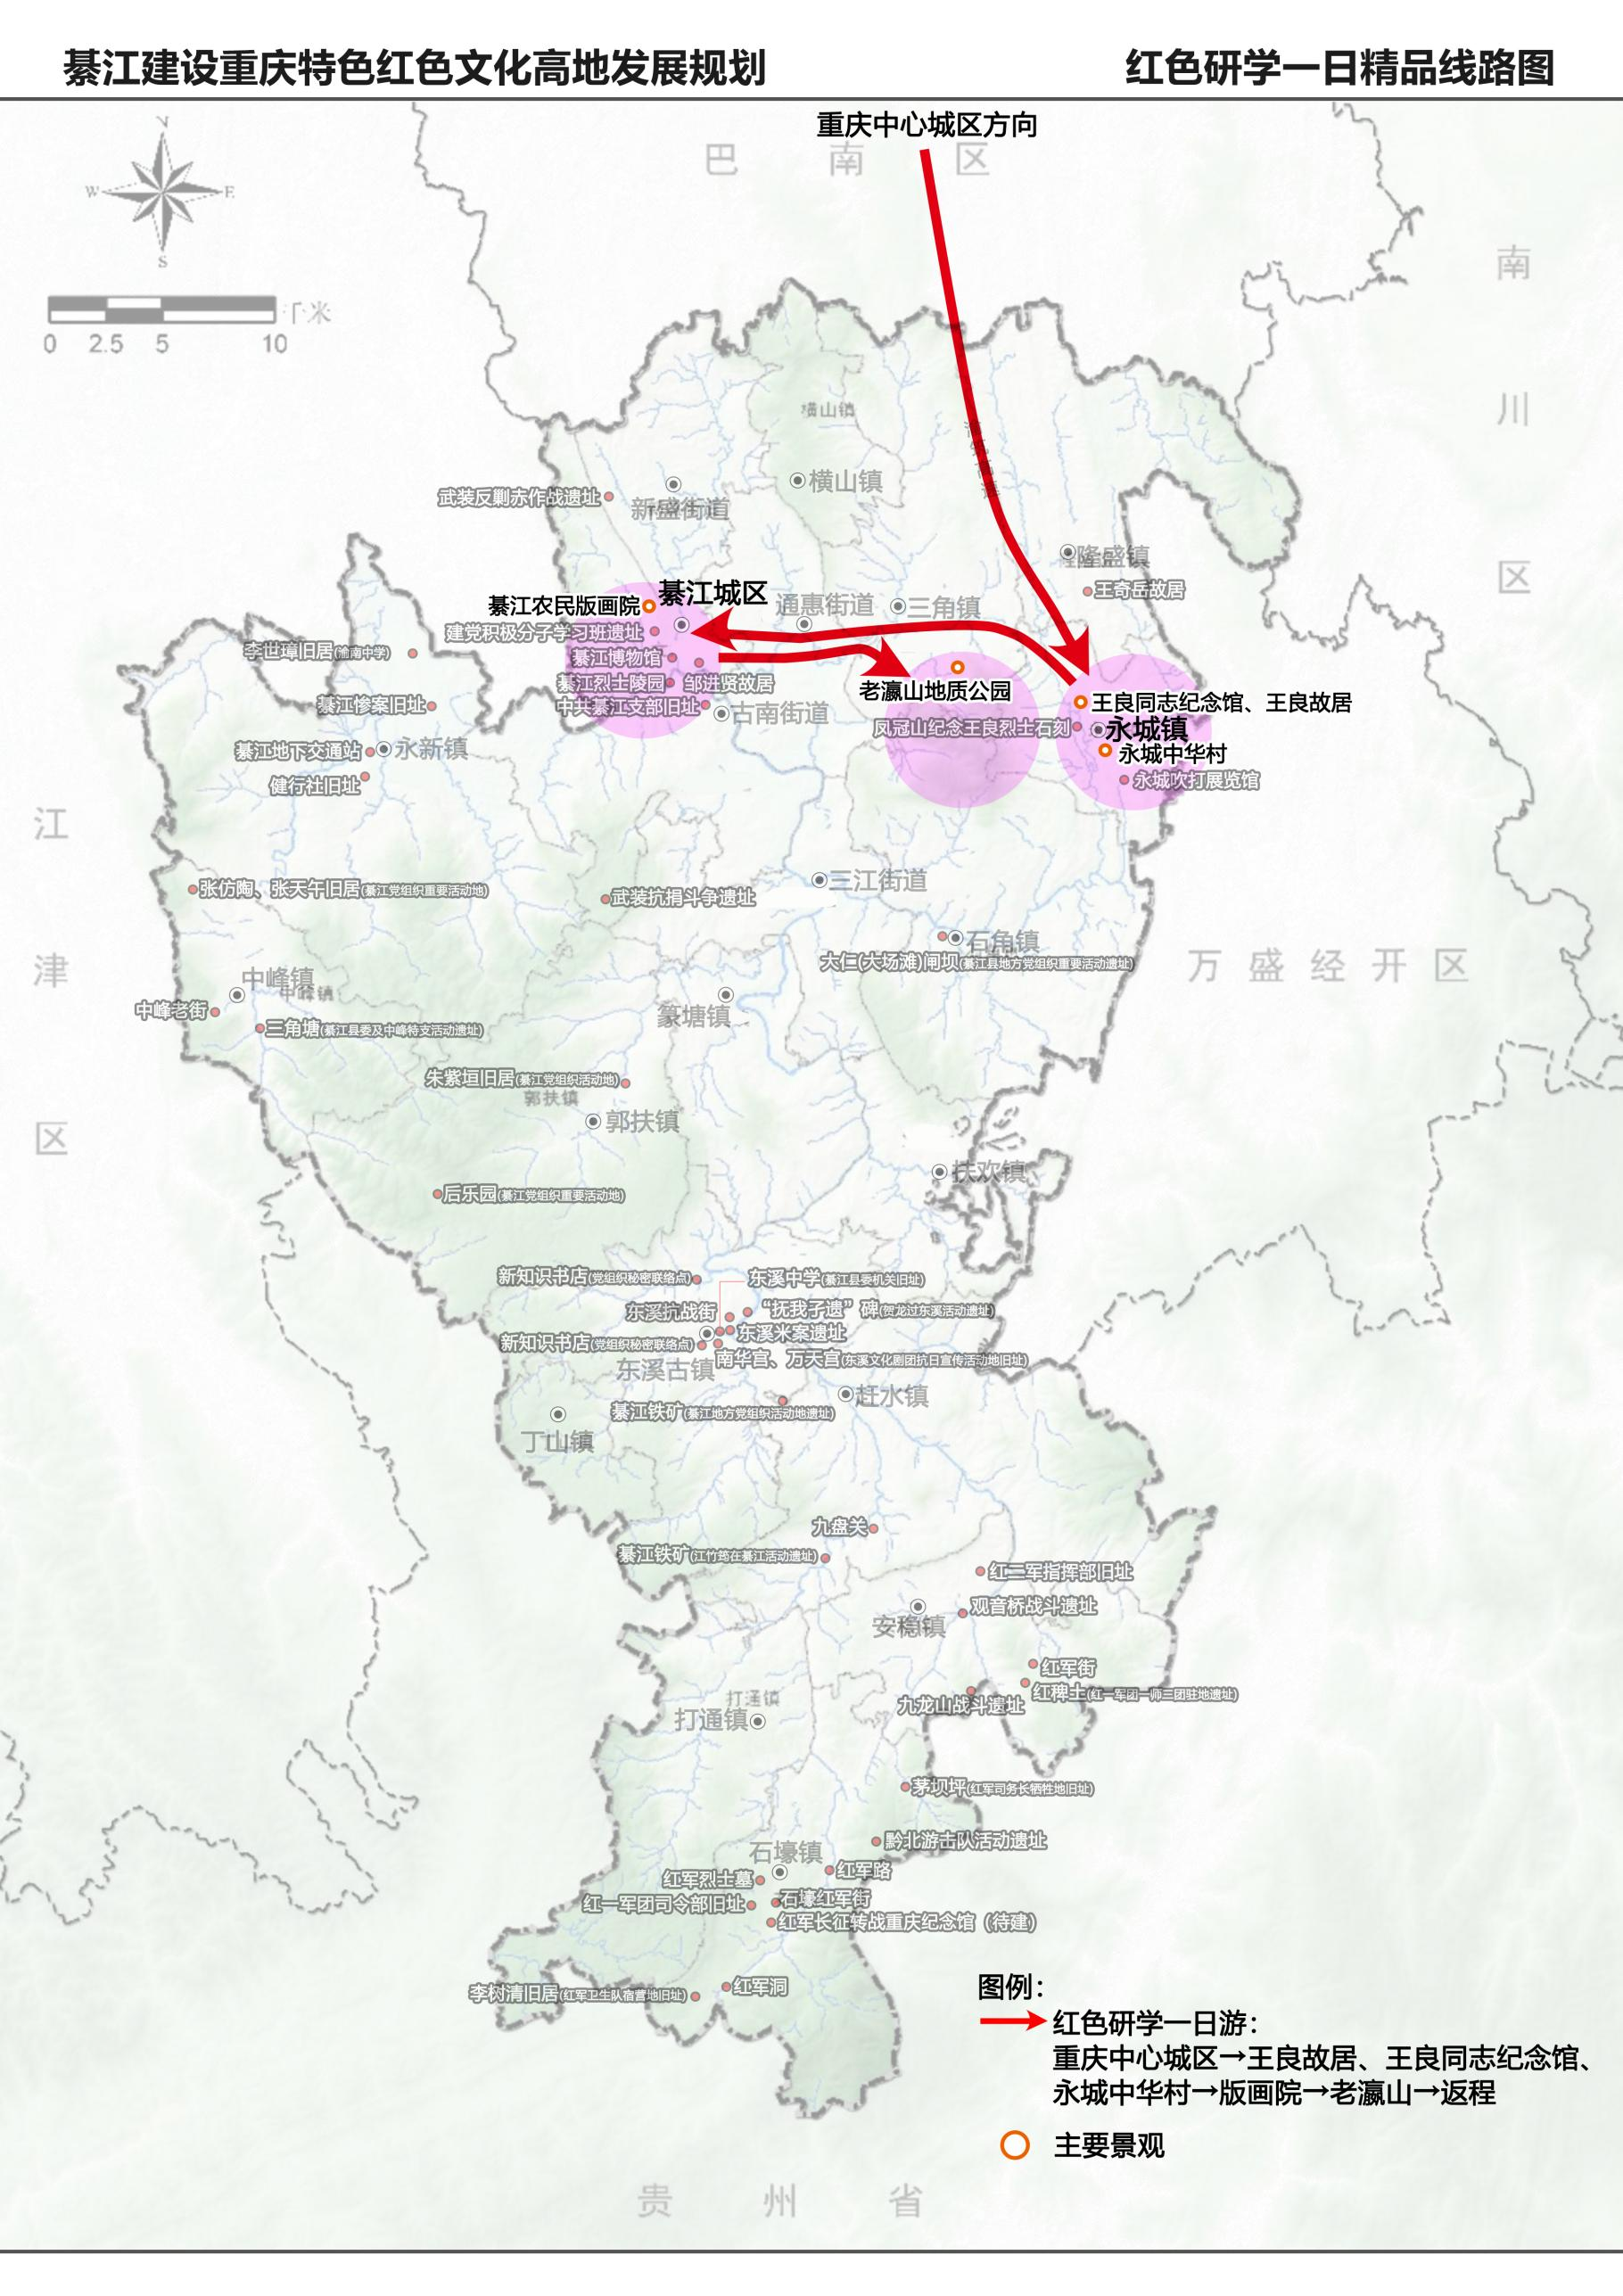 綦江建设重庆特色红色文化高地发展规划
红色研学一日精品线路图
重庆中心城区方向
巴南区
N
W
E
S
千米
0 2.5 5 10
南川区
横山镇
横山镇
武装反剿赤作战遗址
新盛街道
隆盛镇
王奇岳故居
綦江城区
綦江农民版画院
通惠街道
三角镇
建党积极分子学习班遗址
李世璋旧居(渝南中学)
綦江博物馆
綦江烈士陵园
邹进贤故居
老瀛山地质公园
王良同志纪念馆、王良故居
綦江惨案旧址
中共綦江支部旧址
古南街道
凤冠山纪念王良烈士石刻
永城镇
永城中华村
綦江地下交通站
永新镇
健行社旧址
永城吹打展览馆
江津区
三江街道
张仿陶、张天午旧居(綦江党组织重要活动地)
武装抗捐斗争遗址
石角镇
大仁(大场滩)闸坝(綦江县地方党组织重要活动遗址)
万盛经开区
中峰镇
中峰镇
中峰老街
三角塘(綦江县委及中峰特支活动遗址)
篆塘镇
朱紫垣旧居(綦江党组织活动地)
郭扶镇
郭扶镇
扶欢镇
后乐园(綦江党组织重要活动地)
新知识书店(党组织秘密联络点)
东溪中学(綦江县委机关旧址)
东溪抗战街
“抚我孑遗”碑(贺龙过东溪活动遗址)
东溪米案遗址
新知识书店(党组织秘密联络点)
南华宫、万天宫(东溪文化剧团抗日宣传活动地旧址)
东溪古镇
赶水镇
綦江铁矿(綦江地方党组织活动地遗址)
丁山镇
九盘关
綦江铁矿(江竹筠在綦江活动遗址)
红三军指挥部旧址
观音桥战斗遗址
安稳镇
红军街
红稗土(红一军团一师三团驻地遗址)
九龙山战斗遗址
打通镇
打通镇
茅坝坪(红军司务长牺牲地旧址)
黔北游击队活动遗址
石壕镇
红军路
红军烈士墓
石壕红军街
红一军团司令部旧址
红军长征转战重庆纪念馆（待建）
红军洞
李树清旧居(红军卫生队宿营地旧址)
图例：
红色研学一日游：
重庆中心城区→王良故居、王良同志纪念馆、
永城中华村→版画院→老瀛山→返程
主要景观
贵州省